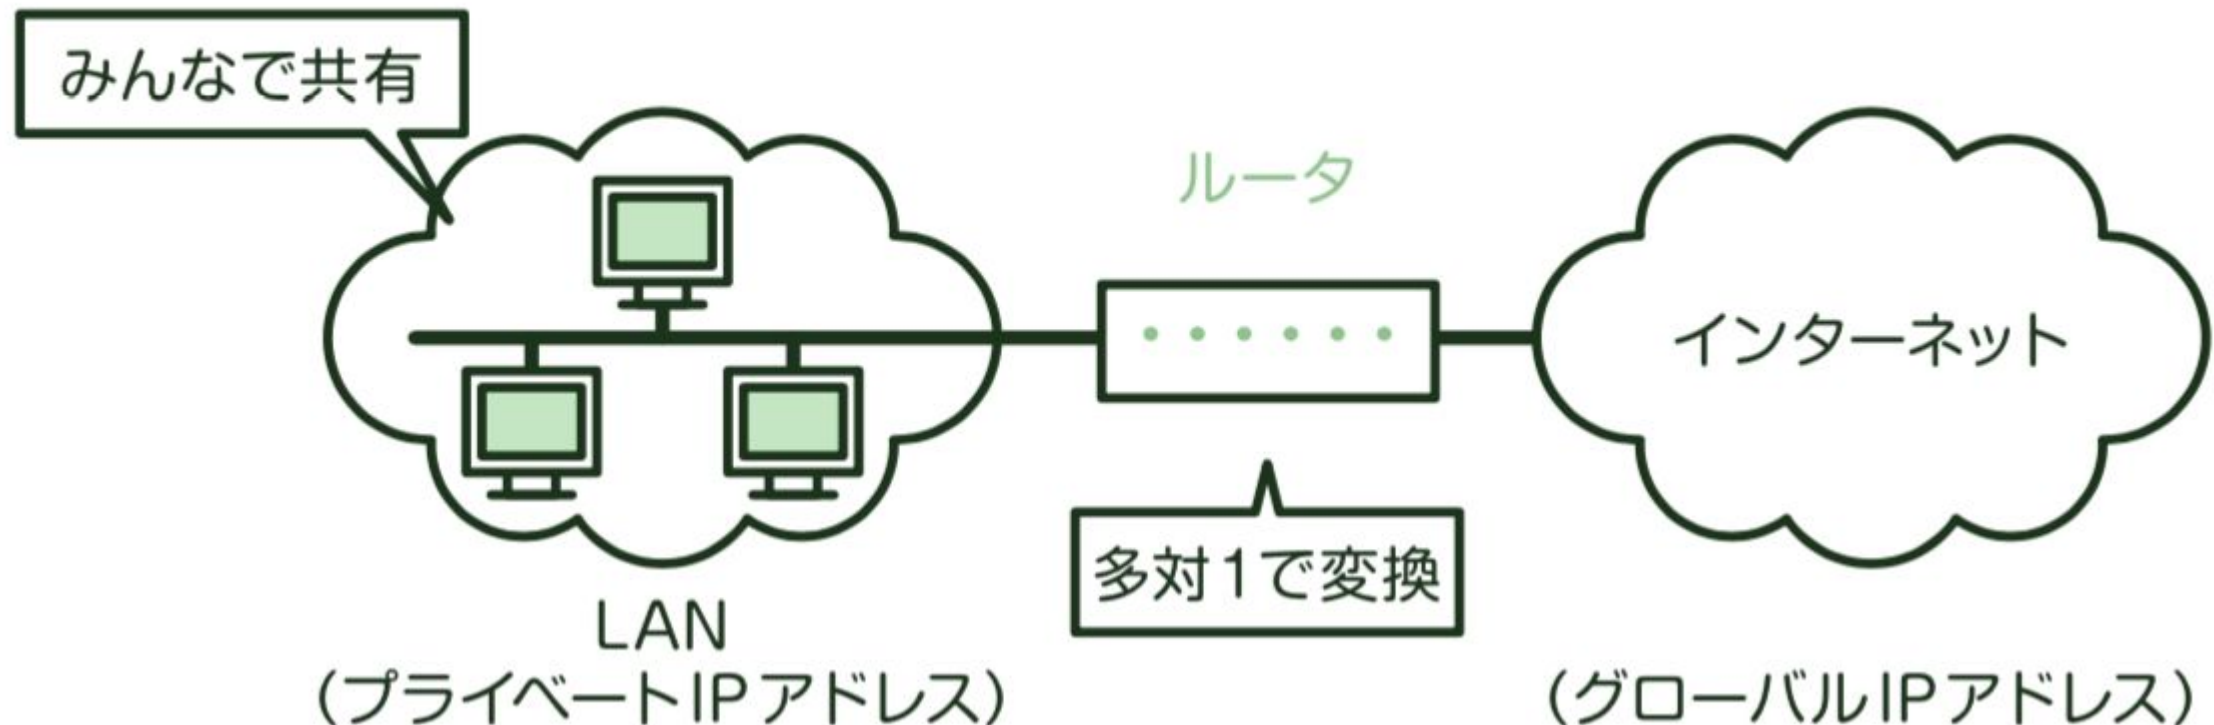 みんなで共有
ルータ
インターネット
多対1で変換
LAN
(プライベートIPアドレス)
(グローバルIPアドレス)